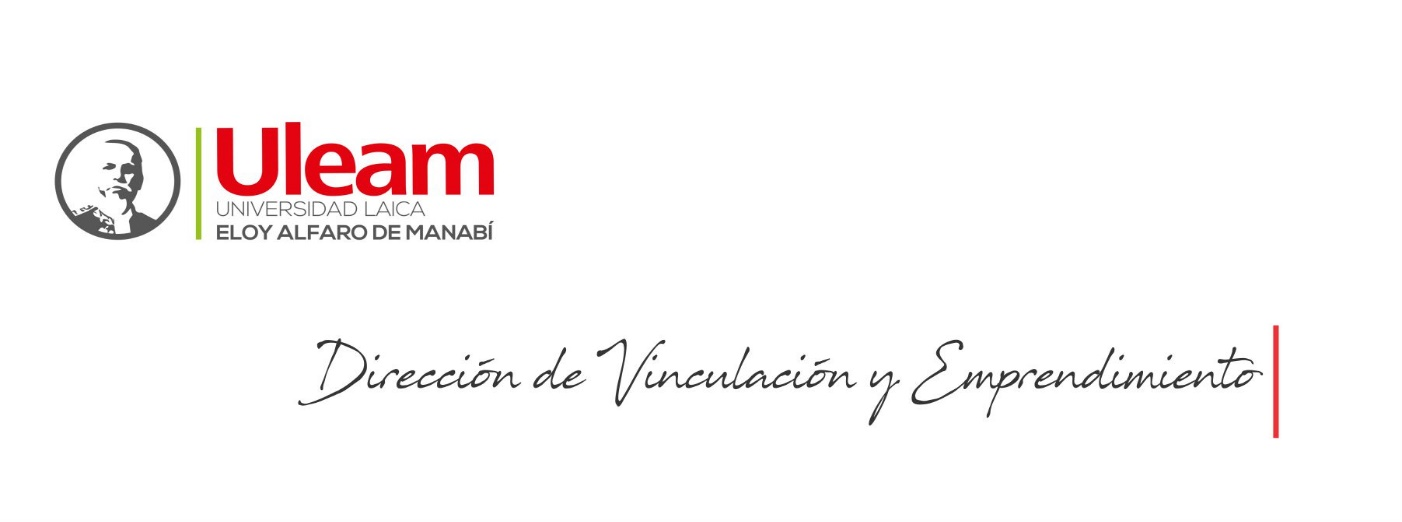 Uleam
UNIVERSIDAD LAICA
ELOY ALFARO DE MANABÍ
Dirección de Vinculación y Emprendimiento